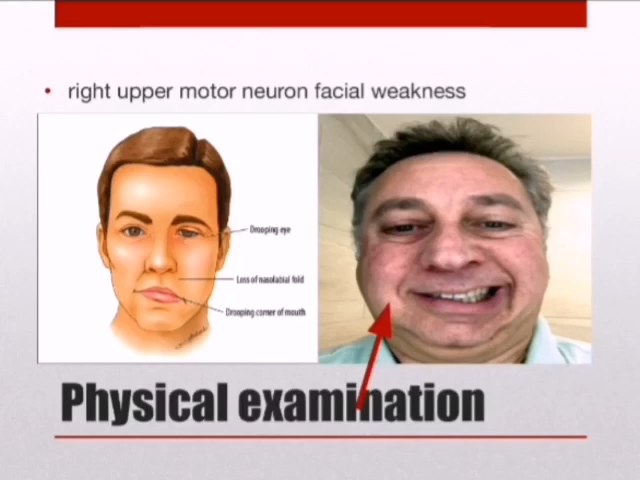 right upper motor neuron facial weakness
Drooping eye
Loss of nasolabial fold
Drooping corner of mouth
Physical examination